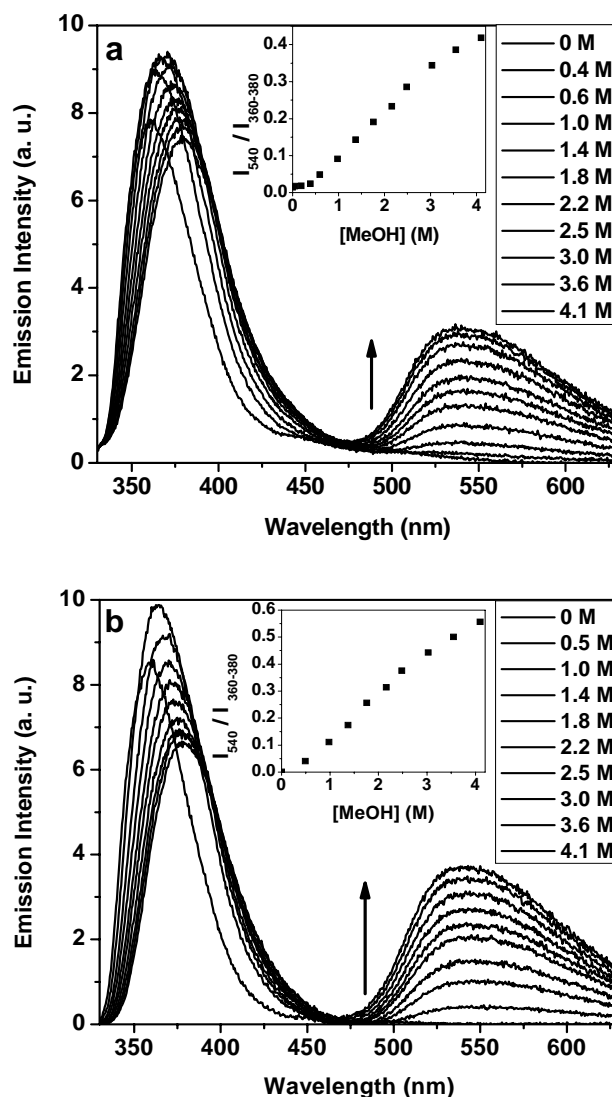 a
0 M
0.4 M
0.6 M
1.0 M
1.4 M
1.8 M
2.2 M
2.5 M
3.0 M
3.6 M
4.1 M
I540 / I360-380
0.4
0.3
0.2
0.1
0.0
0 1 2 3 4
[MeOH] (M)
Emission Intensity (a. u.)
10
8
6
4
2
0
350 400 450 500 550 600
Wavelength (nm)
b
0 M
0.5 M
1.0 M
1.4 M
1.8 M
2.2 M
2.5 M
3.0 M
3.6 M
4.1 M
I540 / I360-380
0.6
0.5
0.4
0.3
0.2
0.1
0.0
0 1 2 3 4
[MeOH] (M)
Emission Intensity (a. u.)
10
8
6
4
2
0
350 400 450 500 550 600
Wavelength (nm)